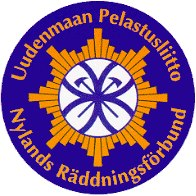 Uudenmaan Pelastusliitto
Nylands Räddningsförbund